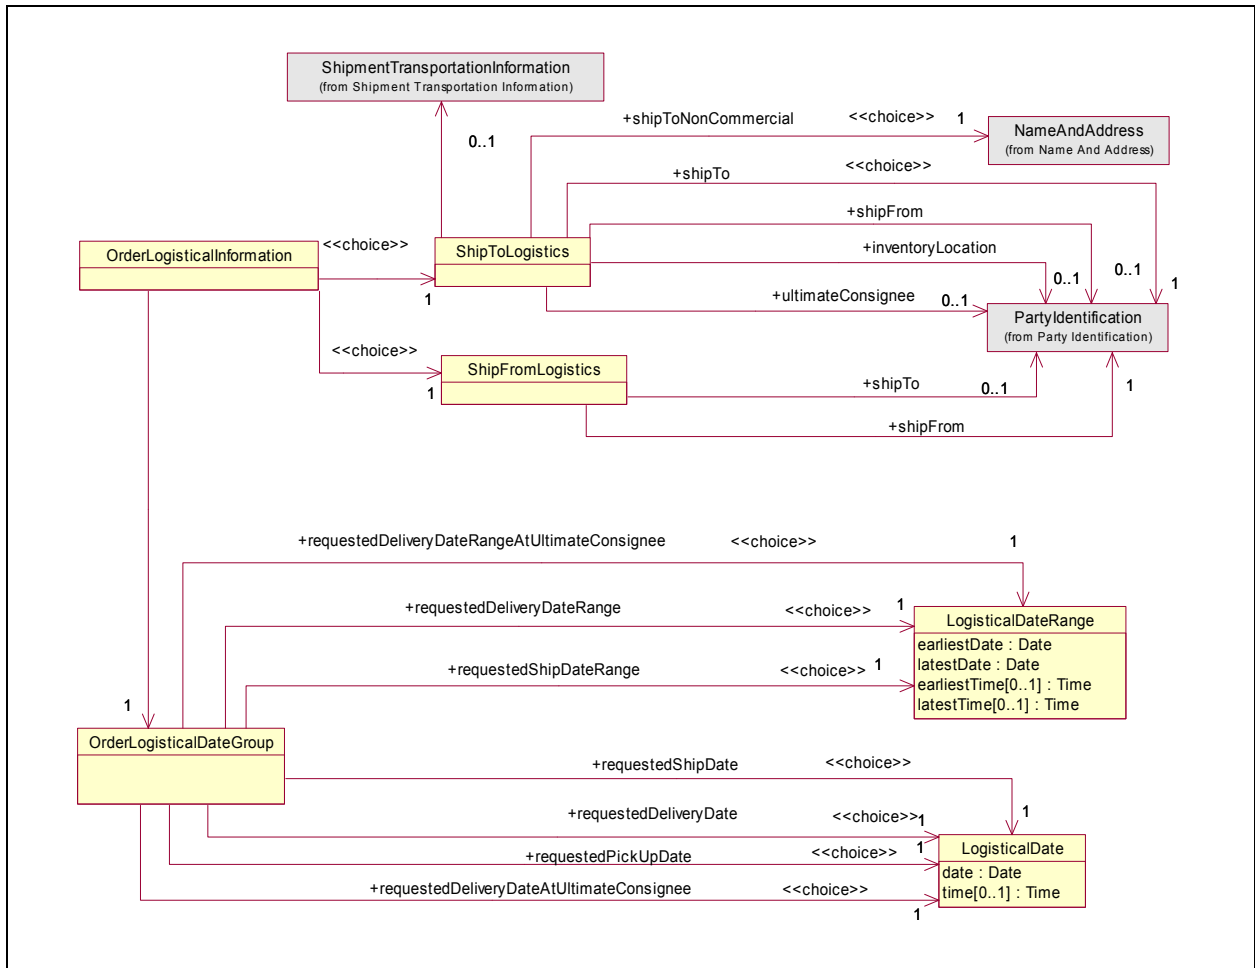 ShipmentTransportationInformation
(from Shipment Transportation Information)
+shipToNonCommercial <<choice>> 1
0..1
NameAndAddress
(from Name And Address)
+shipTo <<choice>>
+shipFrom
<<choice>>
OrderLogisticalInformation
ShipToLogistics
+inventoryLocation
1
0..1 0..1 1
+ultimateConsignee 0..1
PartyIdentification
(from Party Identification)
<<choice>>
ShipFromLogistics
1
+shipTo 0..1 1
+shipFrom
+requestedDeliveryDateRangeAtUltimateConsignee <<choice>> 1
+requestedDeliveryDateRange <<choice>> 1
LogisticalDateRange
earliestDate : Date
latestDate : Date
earliestTime[0..1] : Time
latestTime[0..1] : Time
+requestedShipDateRange <<choice>> 1
1
OrderLogisticalDateGroup
+requestedShipDate <<choice>>
1
+requestedDeliveryDate <<choice>> 1
+requestedPickUpDate <<choice>> 1
LogisticalDate
date : Date
time[0..1] : Time
+requestedDeliveryDateAtUltimateConsignee <<choice>>
1